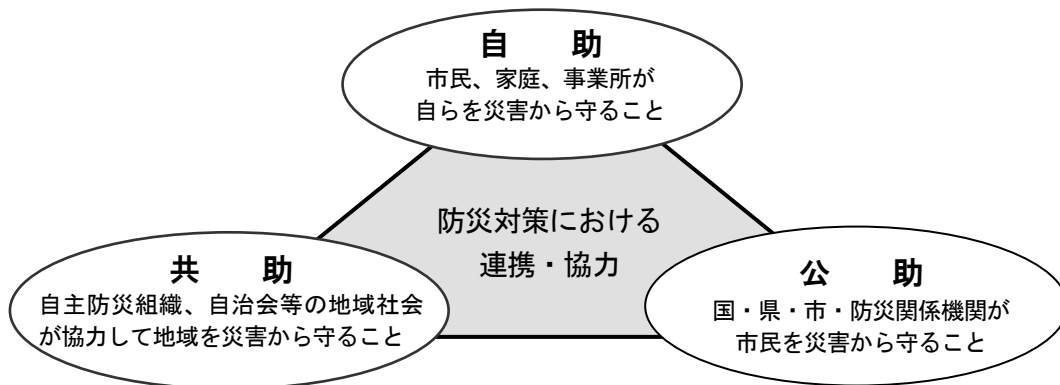 自　助
市民、家庭、事業所が
自らを災害から守ること
防災対策における
連携・協力
共　助
自主防災組織、自治会等の地域社会
が協力して地域を災害から守ること
公　助
国・県・市・防災関係機関が
市民を災害から守ること